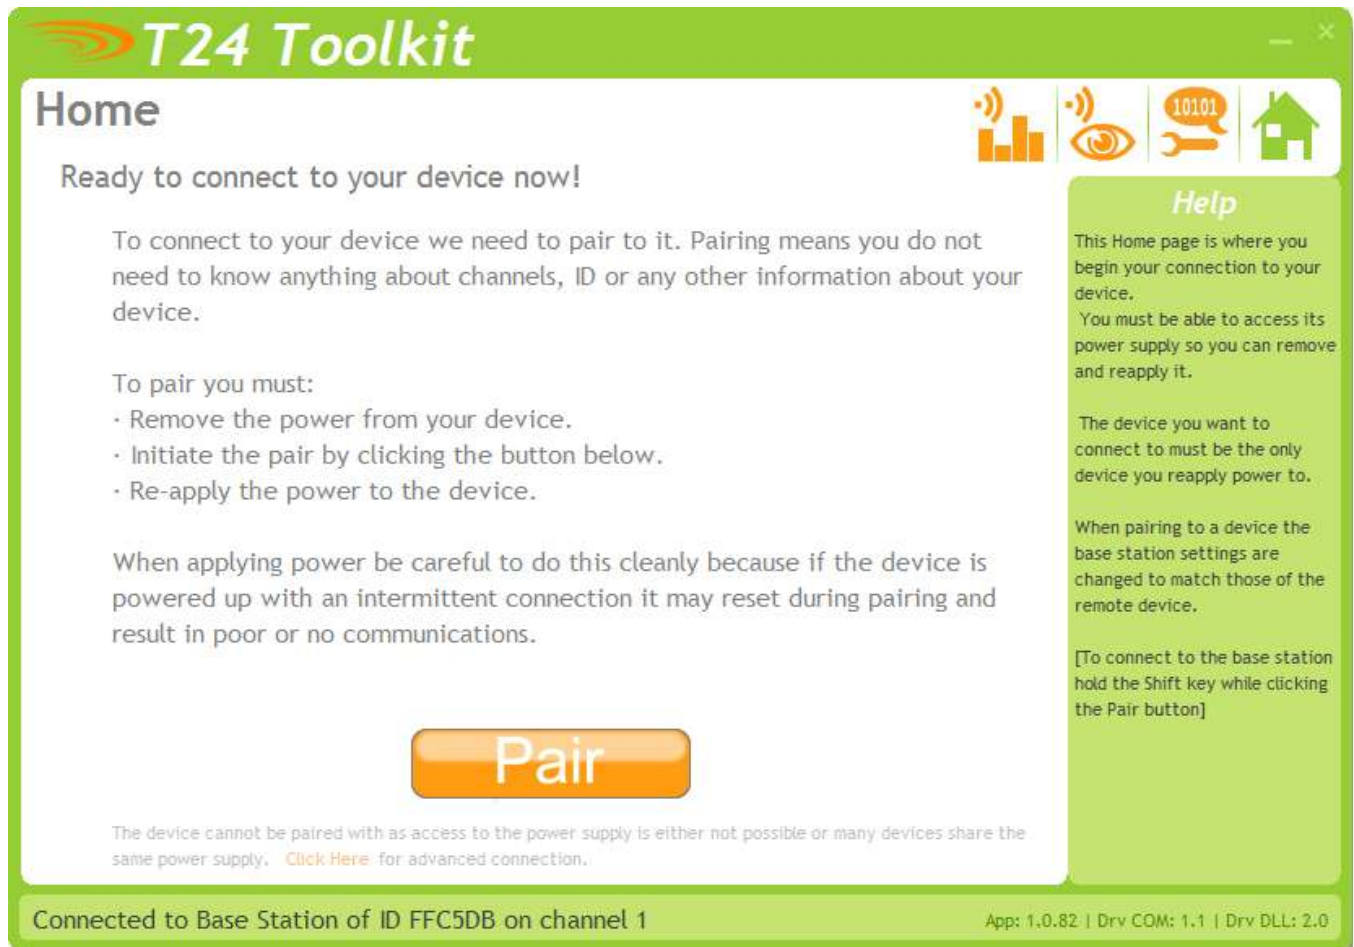 T24 Toolkit
Home
10101
Ready to connect to your device now!
To connect to your device we need to pair to it. Pairing means you do not
need to know anything about channels, ID or any other information about your
device.
To pair you must:
· Remove the power from your device.
· Initiate the pair by clicking the button below.
· Re-apply the power to the device.
When applying power be careful to do this cleanly because if the device is
powered up with an intermittent connection it may reset during pairing and
result in poor or no communications.
Pair
The device cannot be paired with as access to the power supply is either not possible or many devices share the
same power supply. Click Here for advanced connection.
Help
This Home page is where you
begin your connection to your
device.
You must be able to access its
power supply so you can remove
and reapply it.
The device you want to
connect to must be the only
device you reapply power to.
When pairing to a device the
base station settings are
changed to match those of the
remote device.
[To connect to the base station
hold the Shift key while clicking
the Pair button]
Connected to Base Station of ID FFC5DB on channel 1
App: 1.0.82 | Drv COM: 1.1 | Drv DLL: 2.0